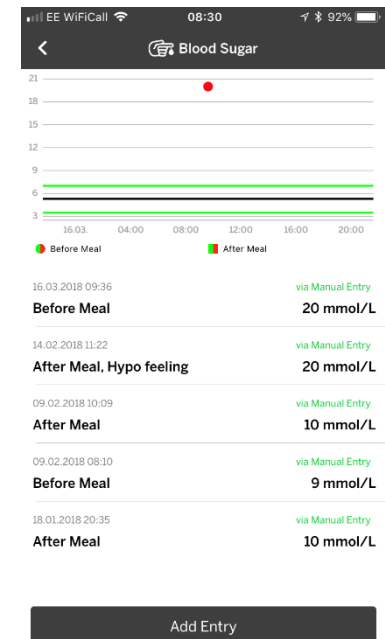 EE WiFiCall 08:30 92%
Blood Sugar
21
18
15
12
9
6
3
16.03. 04:00 08:00 12:00 16:00 20:00
Before Meal After Meal
16.03.2018 09:36 via Manual Entry
Before Meal 20 mmol/L
14.02.2018 11:22 via Manual Entry
After Meal, Hypo feeling 20 mmol/L
09.02.2018 10:09 via Manual Entry
After Meal 10 mmol/L
09.02.2018 08:10 via Manual Entry
Before Meal 9 mmol/L
18.01.2018 20:35 via Manual Entry
After Meal 10 mmol/L
Add Entry